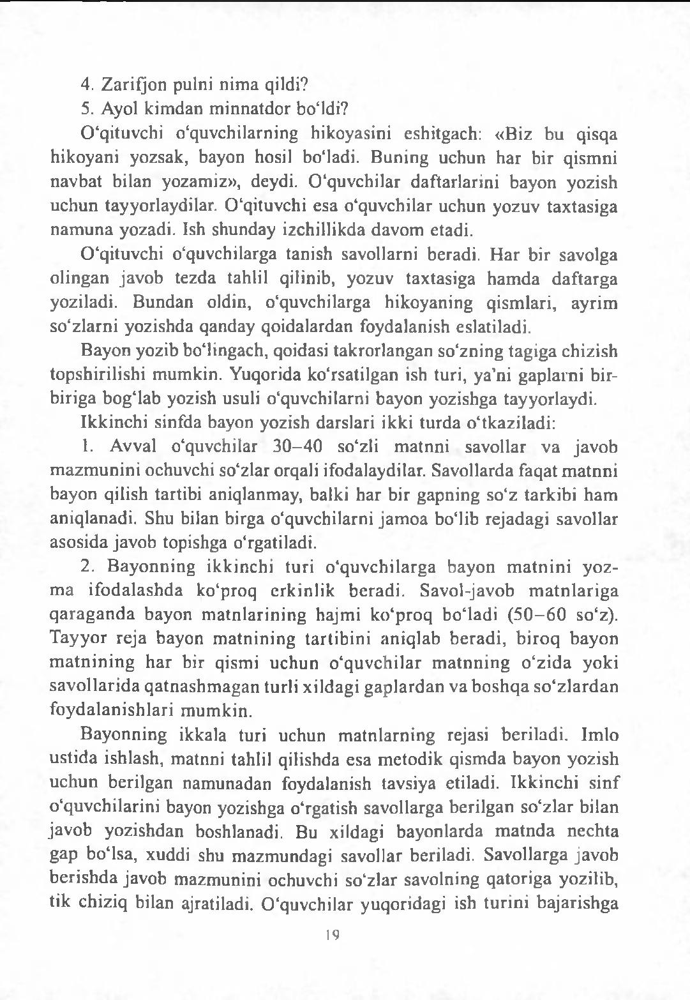 4. Zarifjon pulni nima qildi?
5. Ayol kimdan minnatdor bo‘ldi?
O‘qituvchi o‘quvchilarning hikoyasini eshitgach: «Biz bu qisqa
hikoyani yozsak, bayon hosil bo‘ladi. Buning uchun har bir qismni
navbat bilan yozamiz», deydi. O‘quvchilar daftarlarini bayon yozish
uchun tayyorlaydilar. O‘qituvchi esa o‘quvchilar uchun yozuv taxtasiga
namuna yozadi. Ish shunday izchillikda davom etadi.
O‘qituvchi o‘quvchilarga tanish savollarni beradi. Har bir savolga
olingan javob tezda tahlil qilinib, yozuv taxtasiga hamda daftarga
yoziladi. Bundan oldin, o‘quvchilarga hikoyaning qismlari, ayrim
so‘zlarni yozishda qanday qoidalardan foydalanish eslatiladi.
Bayon yozib bo‘lingach, qoidasi takrorlangan so‘zning tagiga chizish
topshirilishi mumkin. Yuqorida ko‘rsatilgan ish turi, ya’ni gaplarni bir-
biriga bog‘lab yozish usuli o‘quvchilarni bayon yozishga tayyorlaydi.
Ikkinchi sinfda bayon yozish darslari ikki turda o‘tkaziladi:
1. Avval o‘quvchilar 30–40 so‘zli matnni savollar va javob
mazmunini ochuvchi so‘zlar orqali ifodalaydilar. Savollarda faqat matnni
bayon qilish tartibi aniqlanmay, balki har bir gapning so‘z tarkibi ham
aniqlanadi. Shu bilan birga o‘quvchilarni jamoa bo‘lib rejadagi savollar
asosida javob topishga o‘rgatiladi.
2. Bayonning ikkinchi turi o‘quvchilarga bayon matnini yoz-
ma ifodalashda ko‘proq erkinlik beradi. Savol-javob matnlariga
qaraganda bayon matnlarining hajmi ko‘proq bo‘ladi (50–60 so‘z).
Tayyor reja bayon matnining tartibini aniqlab beradi, biroq bayon
matnining har bir qismi uchun o‘quvchilar matnning o‘zida yoki
savollarida qatnashmagan turli xildagi gaplardan va boshqa so‘zlardan
foydalanishlari mumkin.
Bayonning ikkala turi uchun matnlarning rejasi beriladi. Imlo
ustida ishlash, matnni tahlil qilishda esa metodik qismda bayon yozish
uchun berilgan namunadan foydalanish tavsiya etiladi. Ikkinchi sinf
o‘quvchilarini bayon yozishga o‘rgatish savollarga berilgan so‘zlar bilan
javob yozishdan boshlanadi. Bu xildagi bayonlarda matnda nechta
gap bo‘lsa, xuddi shu mazmundagi savollar beriladi. Savollarga javob
berishda javob mazmunini ochuvchi so‘zlar savolning qatoriga yozilib,
tik chiziq bilan ajratiladi. O‘quvchilar yuqoridagi ish turini bajarishga
19